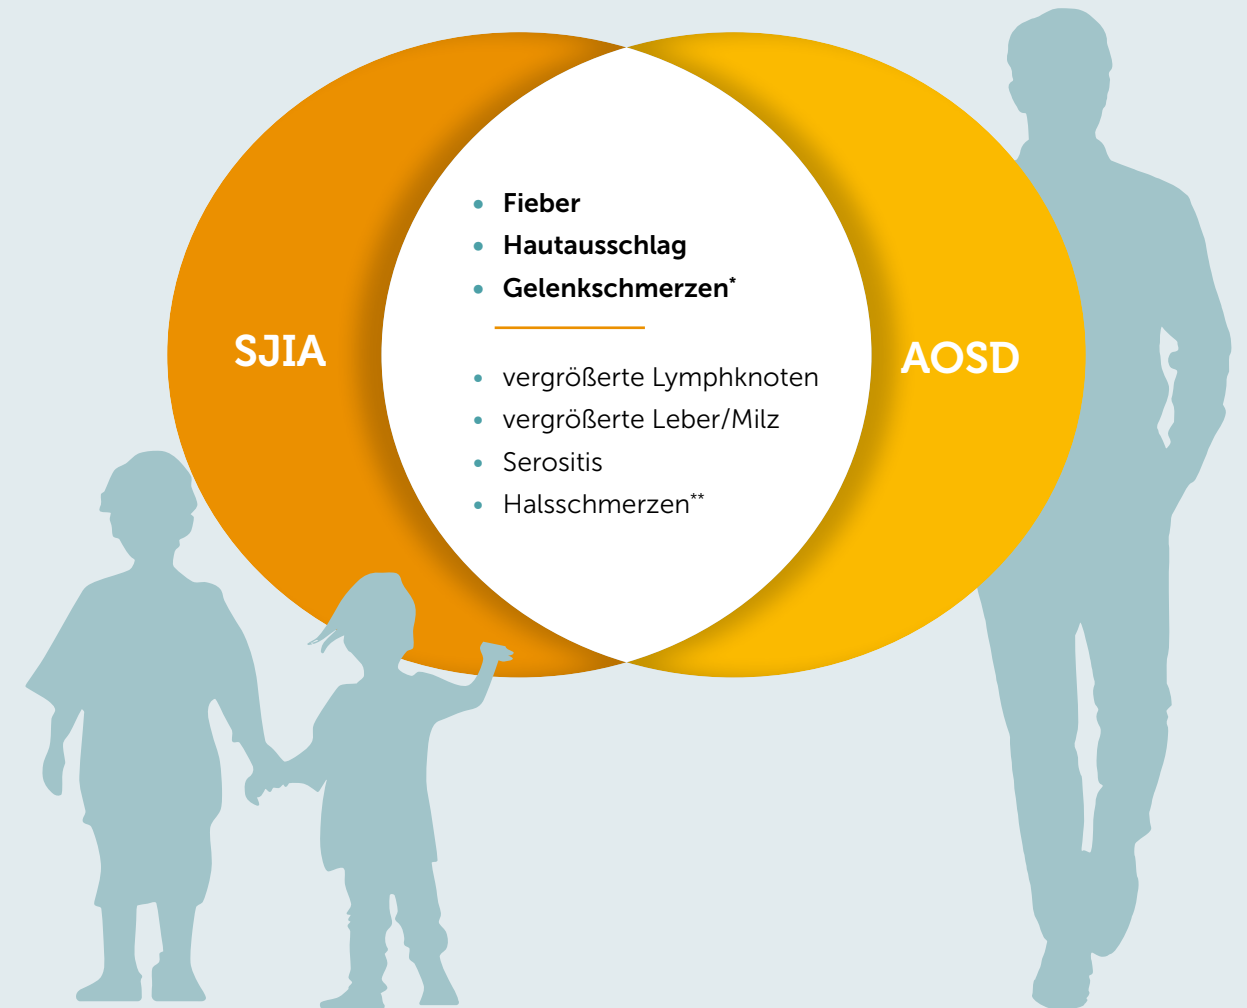 • Fieber
• Hautausschlag
• Gelenkschmerzen*
SJIA
AOSD
• vergrößerte Lymphknoten
• vergrößerte Leber/Milz
• Serositis
• Halsschmerzen**